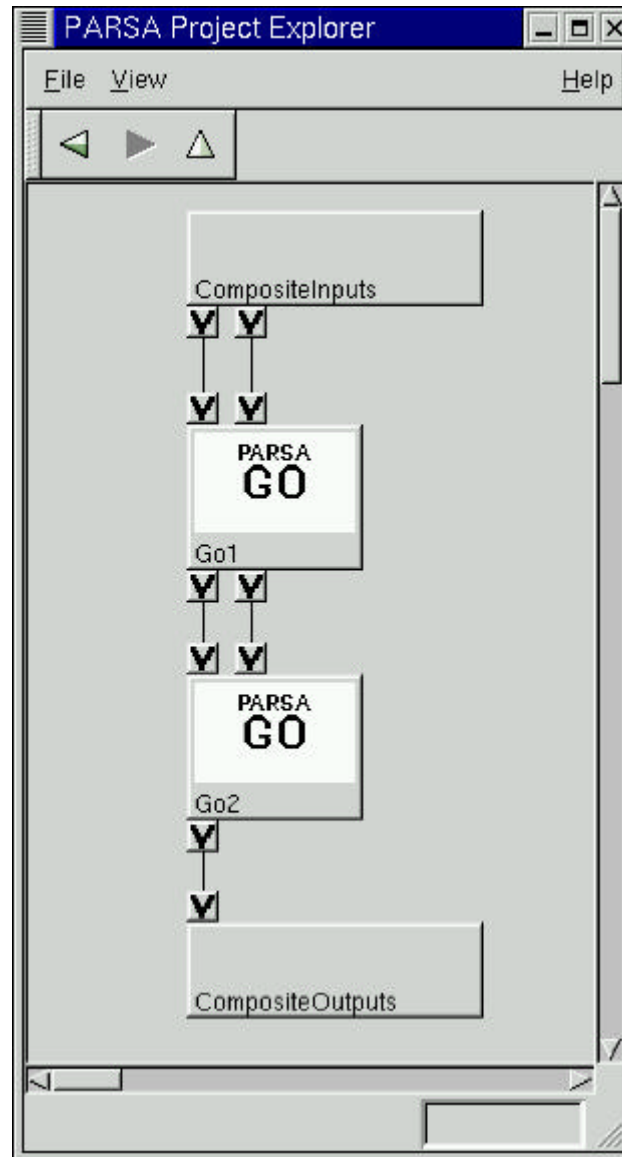 PARSA Project Explorer
File View Help
CompositeInputs
PARSA
GO
Go1
PARSA
GO
Go2
CompositeOutputs